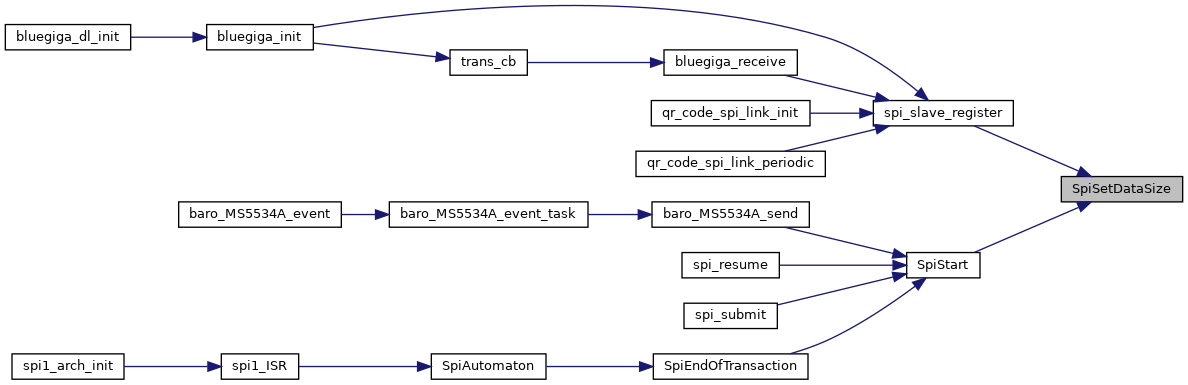 bluegiga_dl_init
bluegiga_init
trans_cb
bluegiga_receive
qr_code_spi_link_init
spi_slave_register
qr_code_spi_link_periodic
SpiSetDataSize
baro_MS5534A_event
baro_MS5534A_event_task
baro_MS5534A_send
spi_resume
SpiStart
spi_submit
spi1_arch_init
spi1_ISR
SpiAutomaton
SpiEndOfTransaction